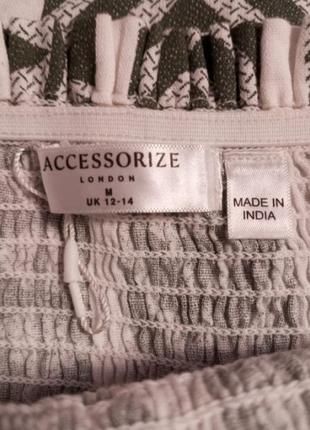 ACCESSORIZE
LONDON
M
UK 12-14
MADE IN
INDIA